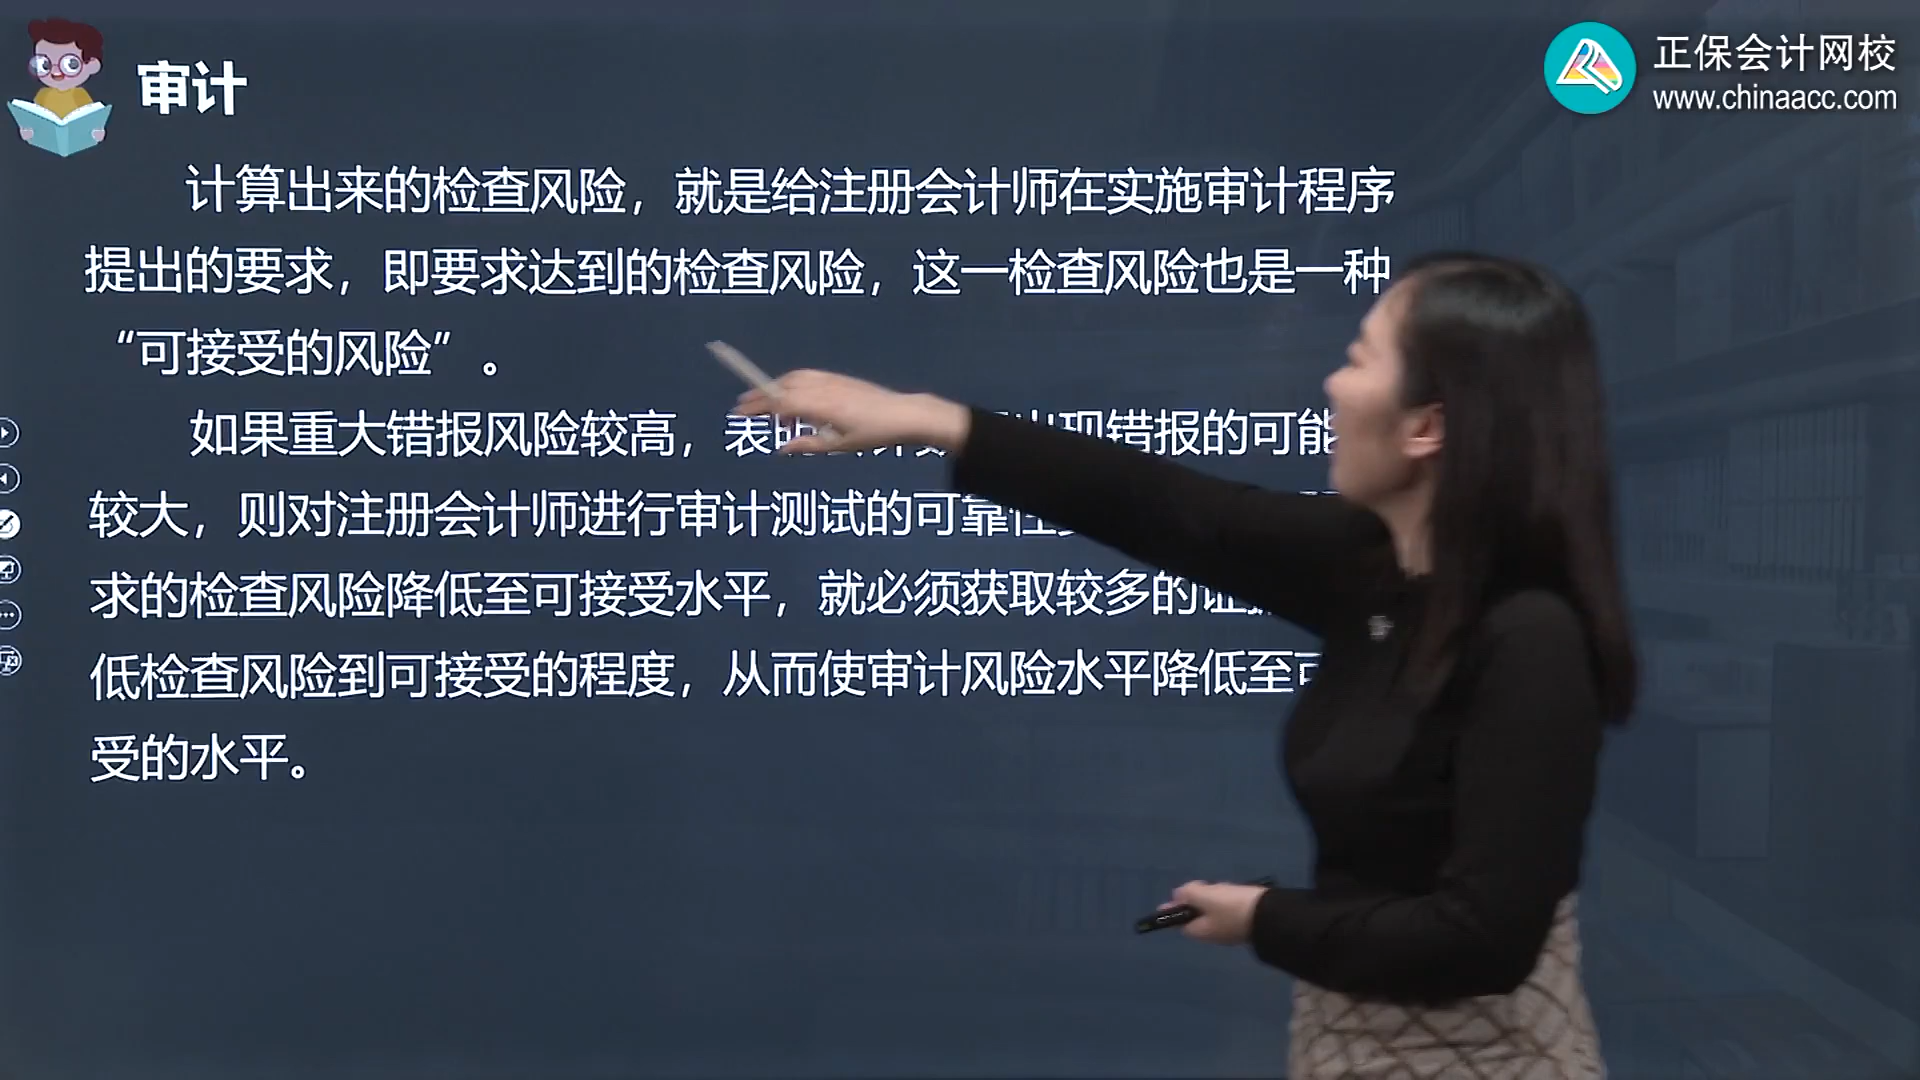 审计
正保会计网校
www.chinaacc.com
计算出来的检查风险，就是给注册会计师在实施审计程序
提出的要求，即要求达到的检查风险，这一检查风险也是一种
“可接受的风险”。
如果重大错报风险较高，表明 出现错报的可能
较大，则对注册会计师进行审计测试的可靠性
求的检查风险降低至可接受水平，就必须获取较多的证
低检查风险到可接受的程度，从而使审计风险水平降低至
受的水平。